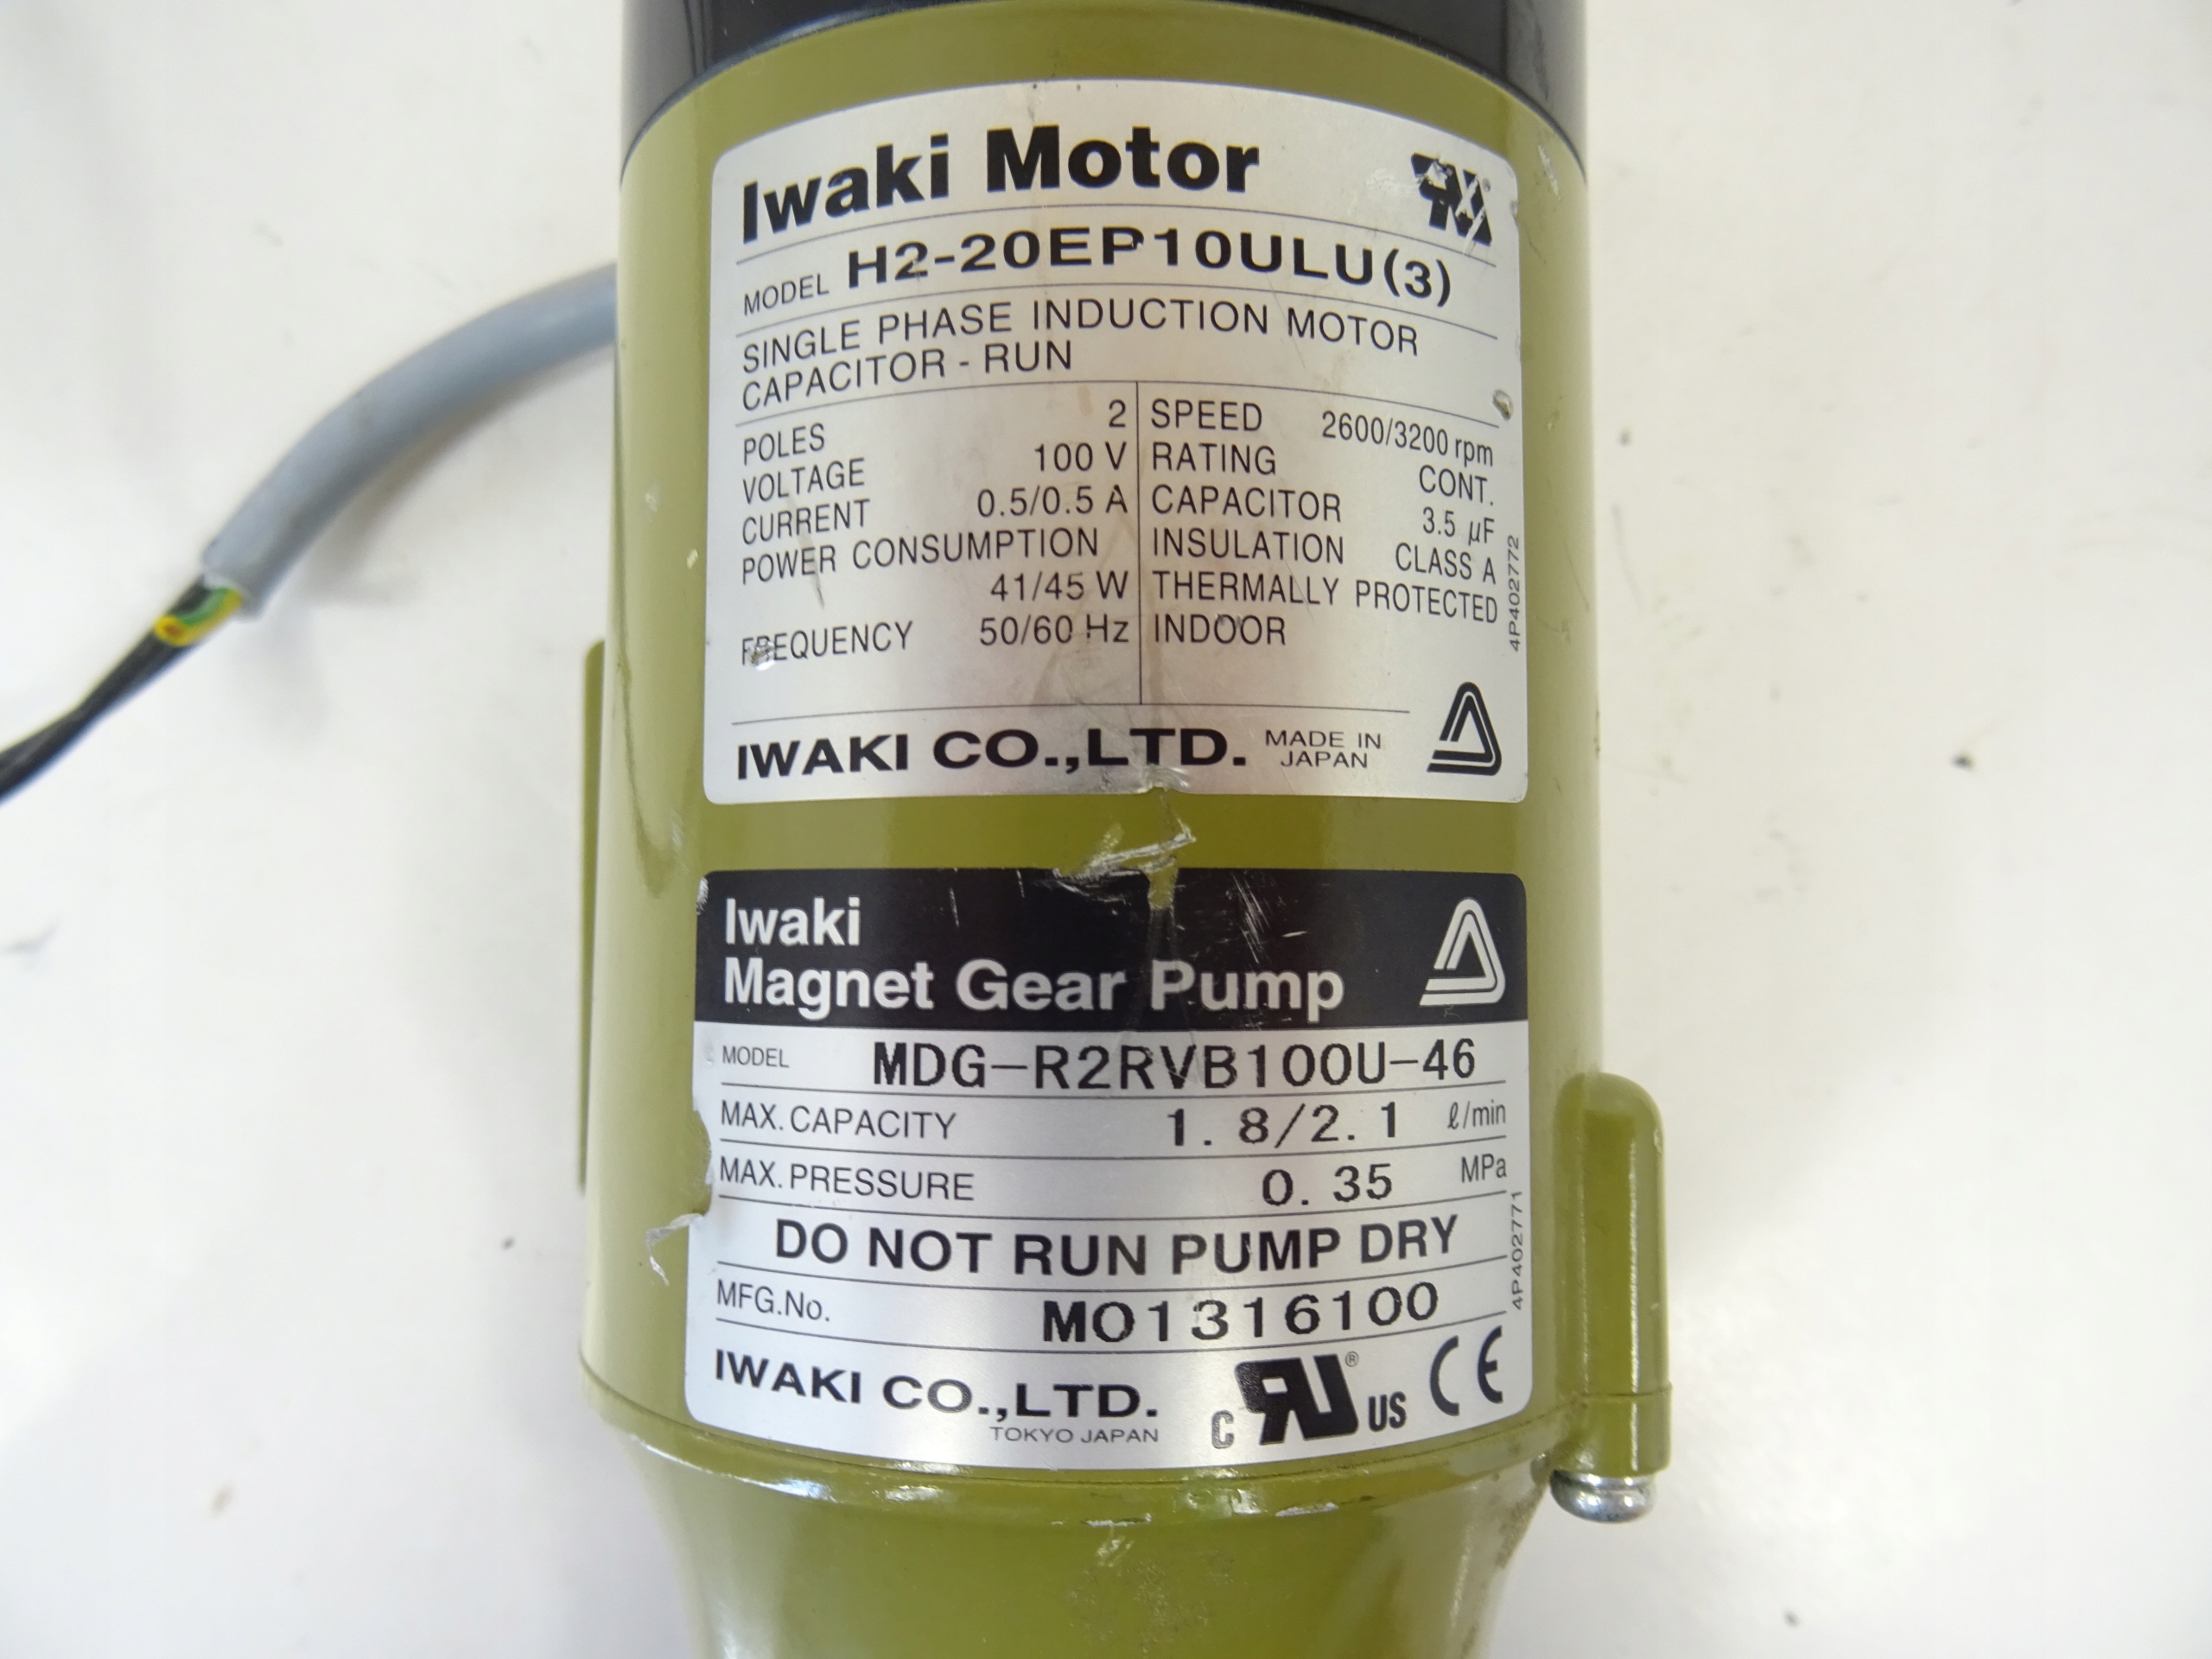 Iwaki Motor
MODEL H2-20EP10ULU(3)
SINGLE PHASE INDUCTION MOTOR
CAPACITOR - RUN
POLES 2
VOLTAGE 100 V
CURRENT 0.5/0.5 A
POWER CONSUMPTION
41/45 W
FREQUENCY 50/60 Hz
SPEED 2600/3200 rpm
RATING CONT.
CAPACITOR 3.5 µF
INSULATION CLASS A
THERMALLY PROTECTED
INDOOR
4P402772
IWAKI CO.,LTD. MADE IN JAPAN
Iwaki
Magnet Gear Pump
MODEL MDG-R2RVB100U-46
MAX. CAPACITY 1.8/2.1 ℓ/min
MAX. PRESSURE 0.35 MPa
DO NOT RUN PUMP DRY
MFG.No. M01316100
4P402771
IWAKI CO.,LTD.
TOKYO JAPAN
c RU® US CE